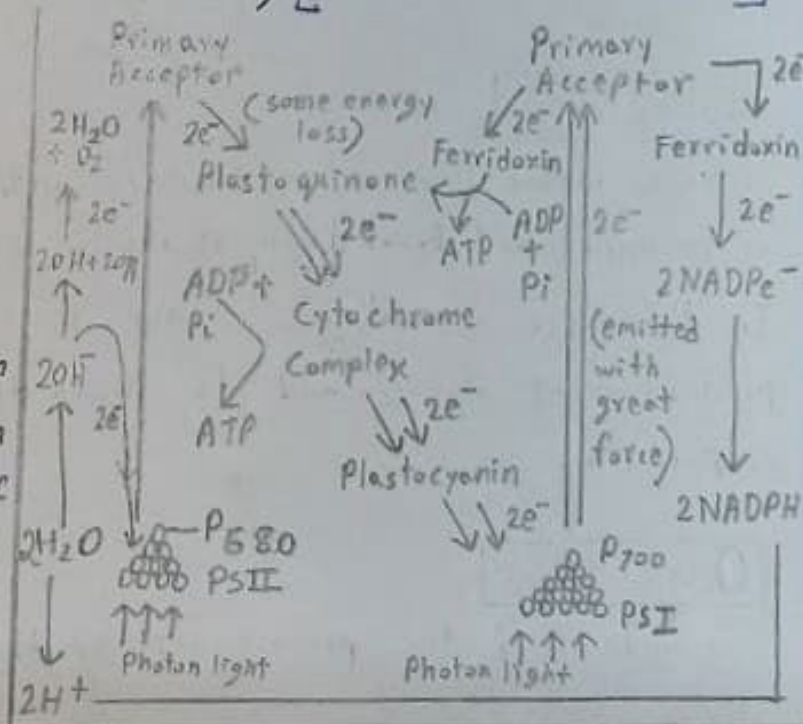 Primary
Acceptor
2e⁻
(some energy
loss)
Plastoquinone
2e⁻
ADP +
Pi
ATP
Cytochrome
Complex
2e⁻
Plastocyanin
2e⁻
2H₂O
+ O₂
2e⁻
2OH⁻
2e⁻
2H₂O
2H⁺
P680
PSII
Photon light
Primary
Acceptor
2e⁻
Ferridoxin
ATP
ADP
+
Pi
2e⁻
(emitted
with
great
force)
P700
PSI
Photon light
2e⁻
Ferridoxin
2e⁻
2NADPe⁻
2NADPH